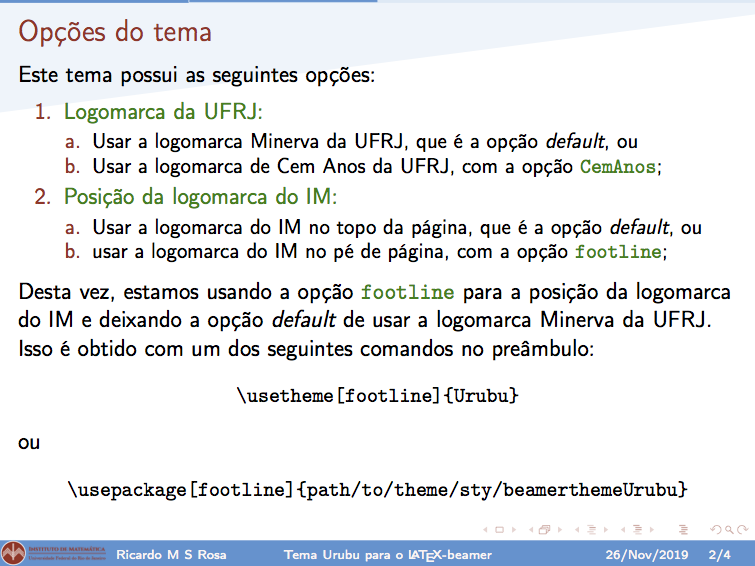 Opções do tema
Este tema possui as seguintes opções:
1. Logomarca da UFRJ:
a. Usar a logomarca Minerva da UFRJ, que é a opção default, ou
b. Usar a logomarca de Cem Anos da UFRJ, com a opção CemAnos;
2. Posição da logomarca do IM:
a. Usar a logomarca do IM no topo da página, que é a opção default, ou
b. usar a logomarca do IM no pé de página, com a opção footline;
Desta vez, estamos usando a opção footline para a posição da logomarca
do IM e deixando a opção default de usar a logomarca Minerva da UFRJ.
Isso é obtido com um dos seguintes comandos no preâmbulo:
\usetheme[footline]{Urubu}
ou
\usepackage[footline]{path/to/theme/sty/beamerthemeUrubu}
INSTITUTO DE MATEMÁTICA
Universidade Federal do Rio de Janeiro
Ricardo M S Rosa Tema Urubu para o LATEX-beamer 26/Nov/2019 2/4